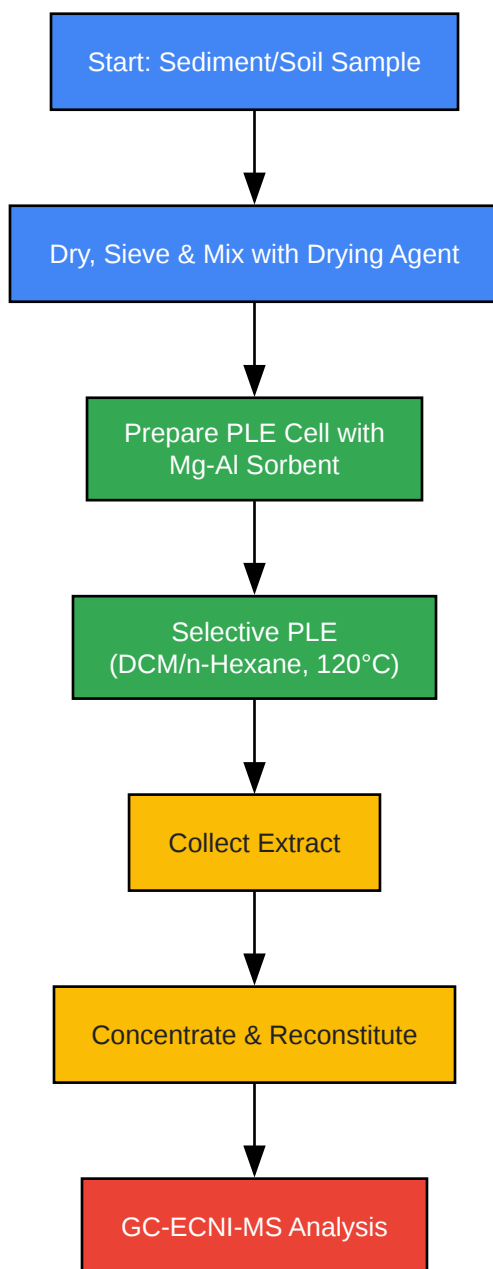 Start: Sediment/Soil Sample
Dry, Sieve & Mix with Drying Agent
Prepare PLE Cell with
Mg-Al Sorbent
Selective PLE
(DCM/n-Hexane, 120°C)
Collect Extract
Concentrate & Reconstitute
GC-ECNI-MS Analysis